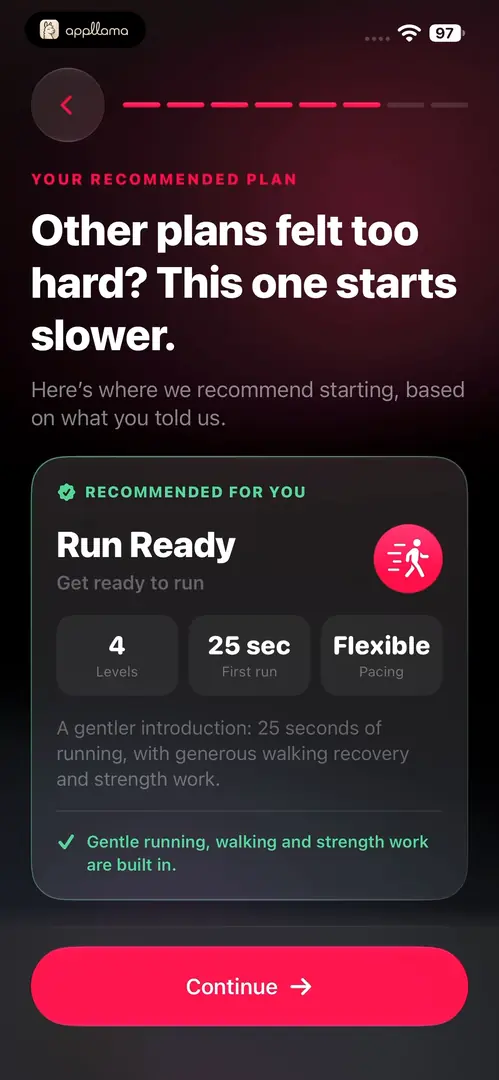 appllama
97
YOUR RECOMMENDED PLAN
Other plans felt too
hard? This one starts
slower.
Here’s where we recommend starting, based
on what you told us.
RECOMMENDED FOR YOU
Run Ready
Get ready to run
4
Levels
25 sec
First run
Flexible
Pacing
A gentler introduction: 25 seconds of
running, with generous walking recovery
and strength work.
Gentle running, walking and strength work
are built in.
Continue